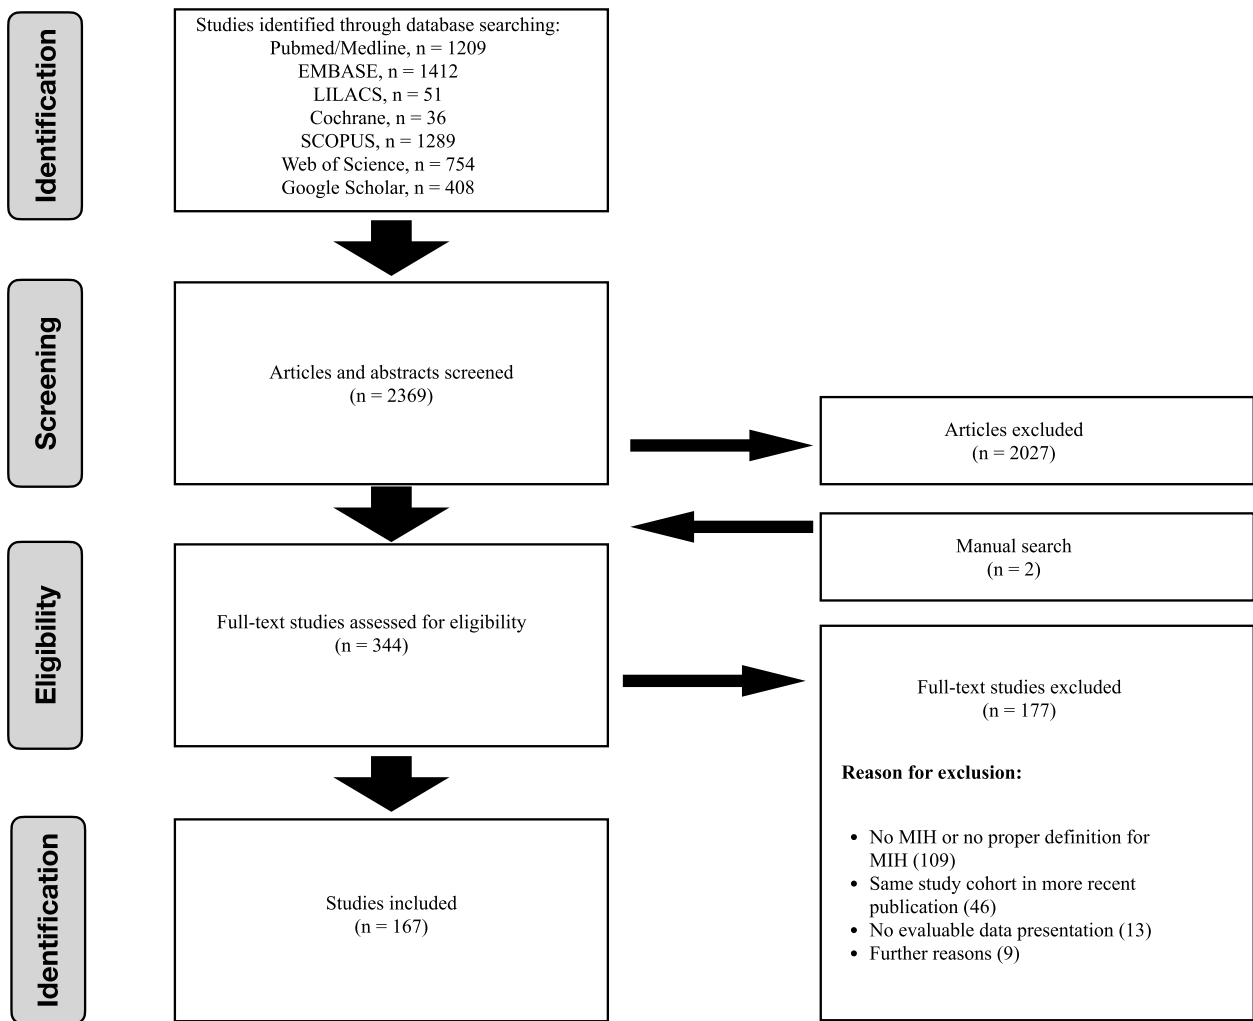 Identification
Studies identified through database searching:
Pubmed/Medline, n = 1209
EMBASE, n = 1412
LILACS, n = 51
Cochrane, n = 36
SCOPUS, n = 1289
Web of Science, n = 754
Google Scholar, n = 408
Screening
Articles and abstracts screened
(n = 2369)
Articles excluded
(n = 2027)
Manual search
(n = 2)
Eligibility
Full-text studies assessed for eligibility
(n = 344)
Full-text studies excluded
(n = 177)
Reason for exclusion:
• No MIH or no proper definition for
MIH (109)
• Same study cohort in more recent
publication (46)
• No evaluable data presentation (13)
• Further reasons (9)
Identification
Studies included
(n = 167)